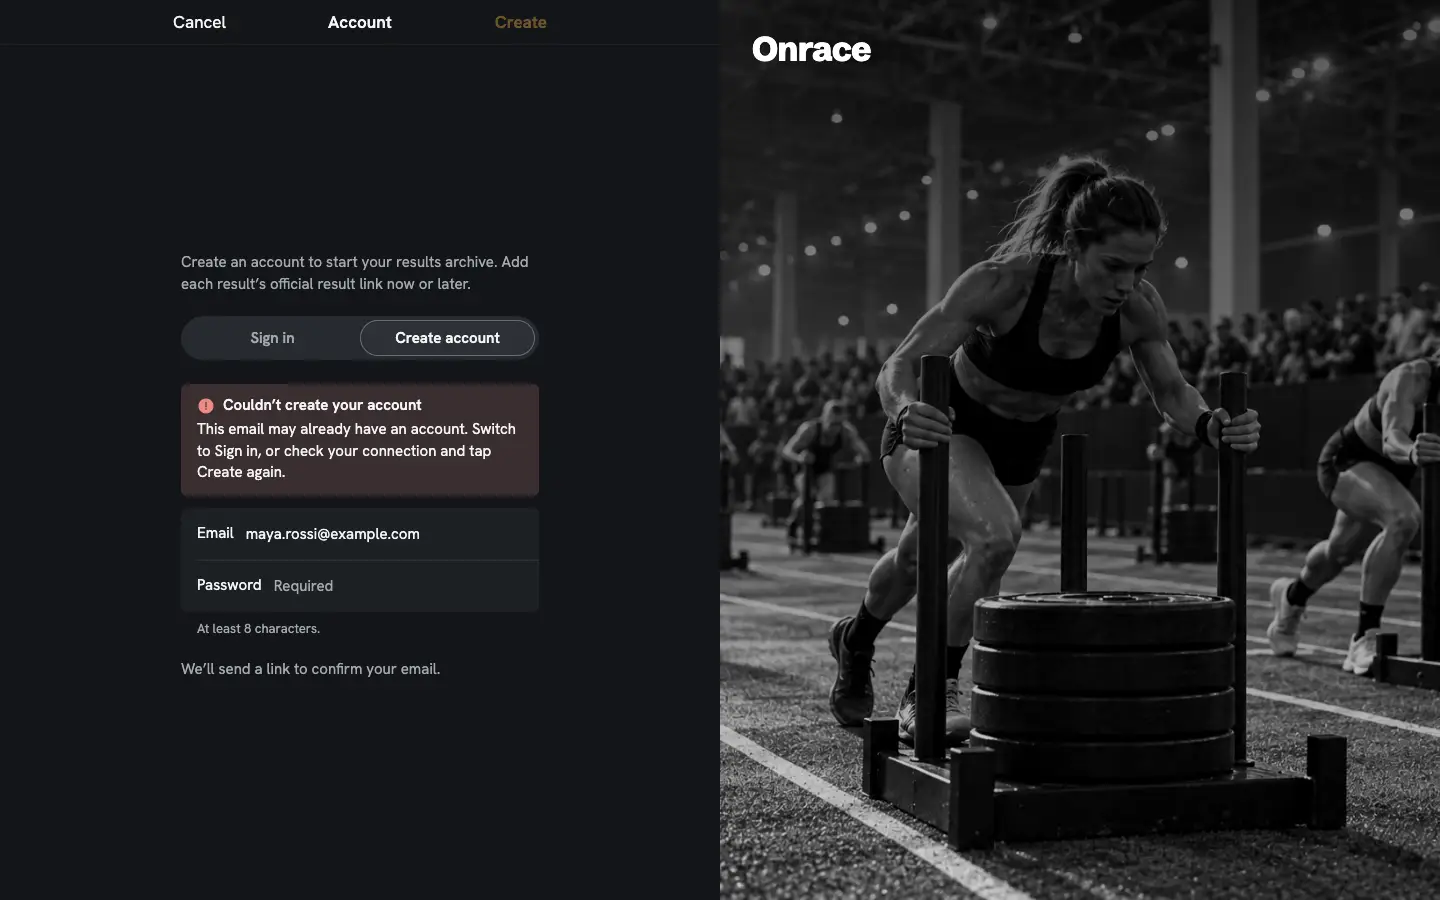 Cancel
Account
Create
Onrace
Create an account to start your results archive. Add
each result’s official result link now or later.
Sign in
Create account
Couldn’t create your account
This email may already have an account. Switch
to Sign in, or check your connection and tap
Create again.
Email maya.rossi@example.com
Password Required
At least 8 characters.
We’ll send a link to confirm your email.